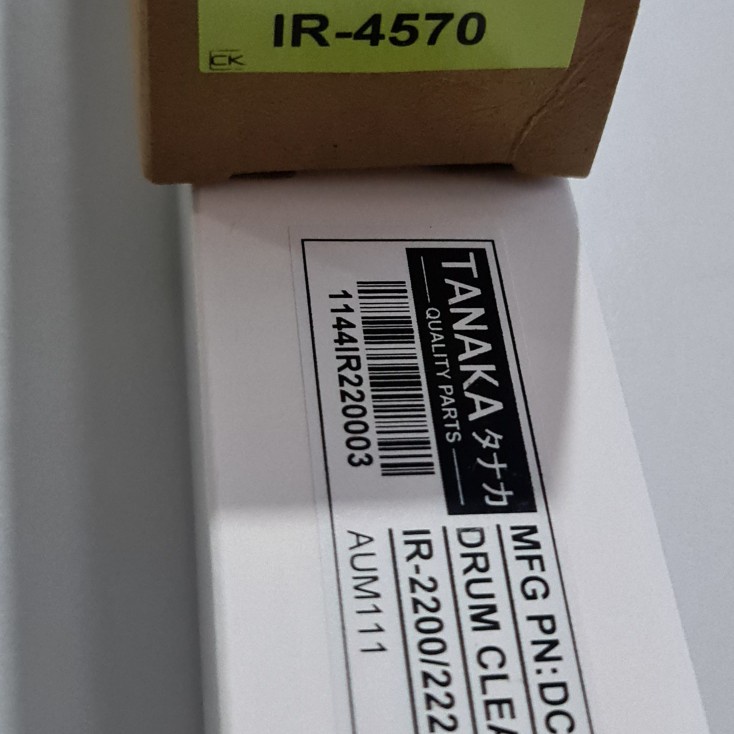 IR-4570
CK
TANAKA タナカ
QUALITY PARTS
1144IR220003
MFG PN:DC
DRUM CLEA
IR-2200/222
AUM111